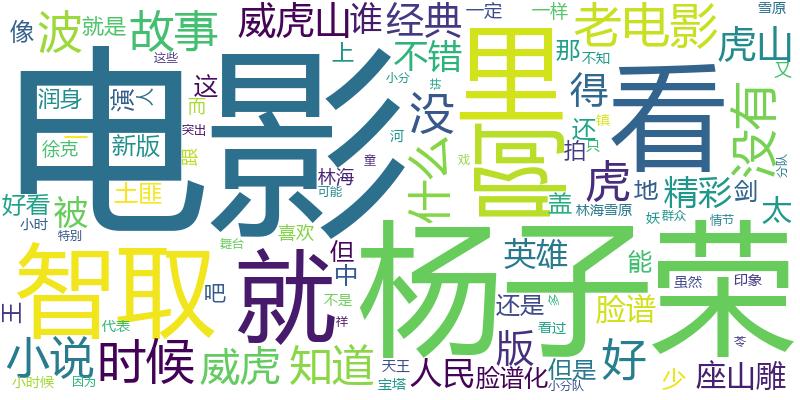 像 波 就是 故事 威虎山 谁 经典 一定 一样 老电影 雪原
这些 上 不错 那 不知 虎山 又
电影 里 看
润身 演 人 这 而 小分 没 得 没有
徐克 新版 突出 河 啊 还 只 镇
一 土匪 林海 童 什么 戏 拍 虎 地 精彩 剑 分队
好看 被 可能 盖 林海雪原 妖 群众 太
小时 特别 舞台 喜欢 情节
智取 就 杨子荣
王 吧 但 中 英雄 能 虽然 印象
代表 不是 祥 还是 看过 脸谱 苓
小说 时候 威虎 知道 版 但是 好
小时候 因为 天王 宝塔 人民 脸谱化 小分队 少 座山雕